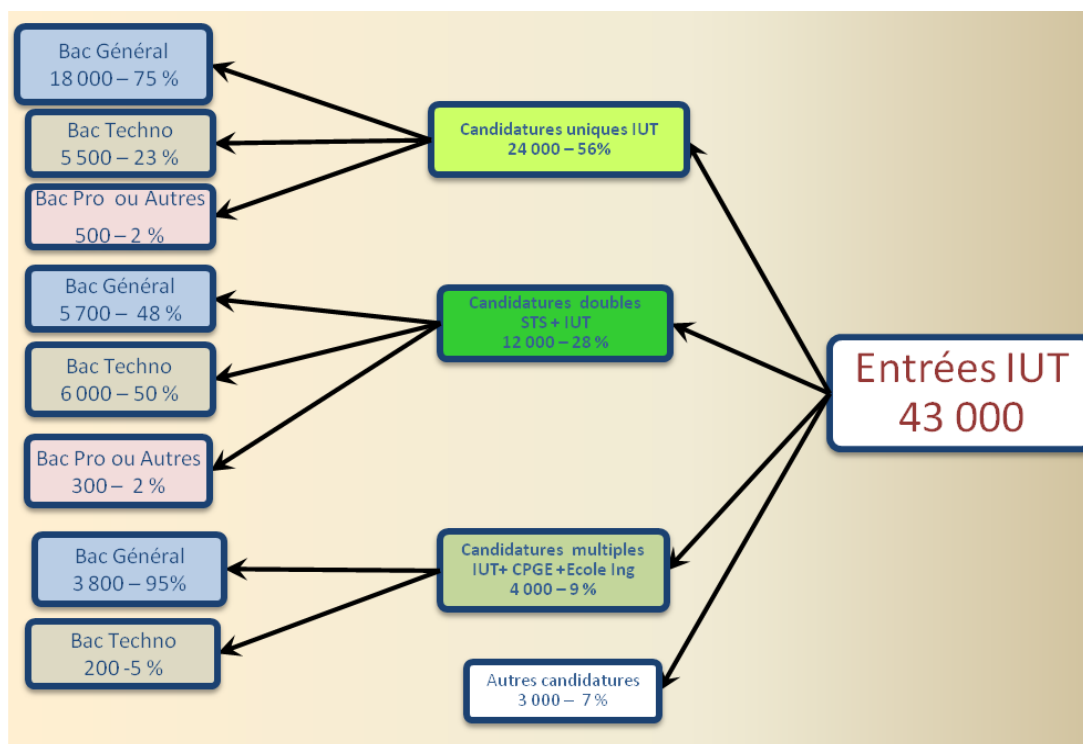 Bac Général
18 000 – 75 %
Bac Techno
5 500 – 23 %
Bac Pro ou Autres
500 – 2 %
Candidatures uniques IUT
24 000 – 56%
Bac Général
5 700 – 48 %
Bac Techno
6 000 – 50 %
Bac Pro ou Autres
300 – 2 %
Candidatures doubles
STS + IUT
12 000 – 28 %
Entrées IUT
43 000
Bac Général
3 800 – 95%
Bac Techno
200 -5 %
Candidatures multiples
IUT+ CPGE +Ecole Ing
4 000 – 9 %
Autres candidatures
3 000 – 7 %